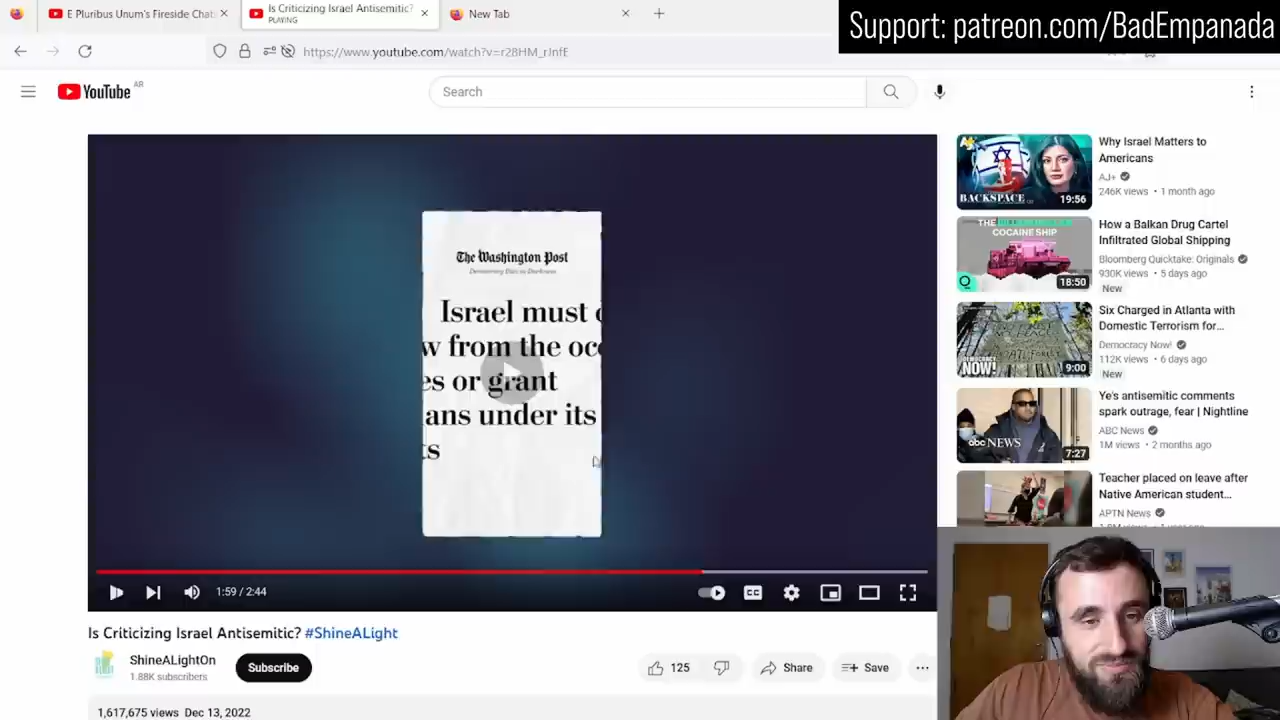 E Pluribus Unum's Fireside Chat
Is Criticizing Israel Antisemitic?
PLAYING
New Tab
Support: patreon.com/BadEmpanada
https://www.youtube.com/watch?v=r28HM_rJnfE
YouTube AR
Search
The Washington Post
Democracy Dies in Darkness
Israel must
w from the occ
es or grant
ans under its
ts
1:59 / 2:44
CC
Is Criticizing Israel Antisemitic? #ShineALight
ShineALightOn
1.88K subscribers
Subscribe
125
Share
Save
1,617,675 views Dec 13, 2022
AJ+
BACKSPACE
19:56
Why Israel Matters to
Americans
AJ+
246K views • 1 month ago
THE
COCAINE SHIP
18:50
How a Balkan Drug Cartel
Infiltrated Global Shipping
Bloomberg Quicktake: Originals
930K views • 5 days ago
New
DEMOCRACY
NOW!
9:00
Six Charged in Atlanta with
Domestic Terrorism for...
Democracy Now!
112K views • 6 days ago
New
abc NEWS
7:27
Ye's antisemitic comments
spark outrage, fear | Nightline
ABC News
1M views • 2 months ago
Teacher placed on leave after
Native American student...
APTN News